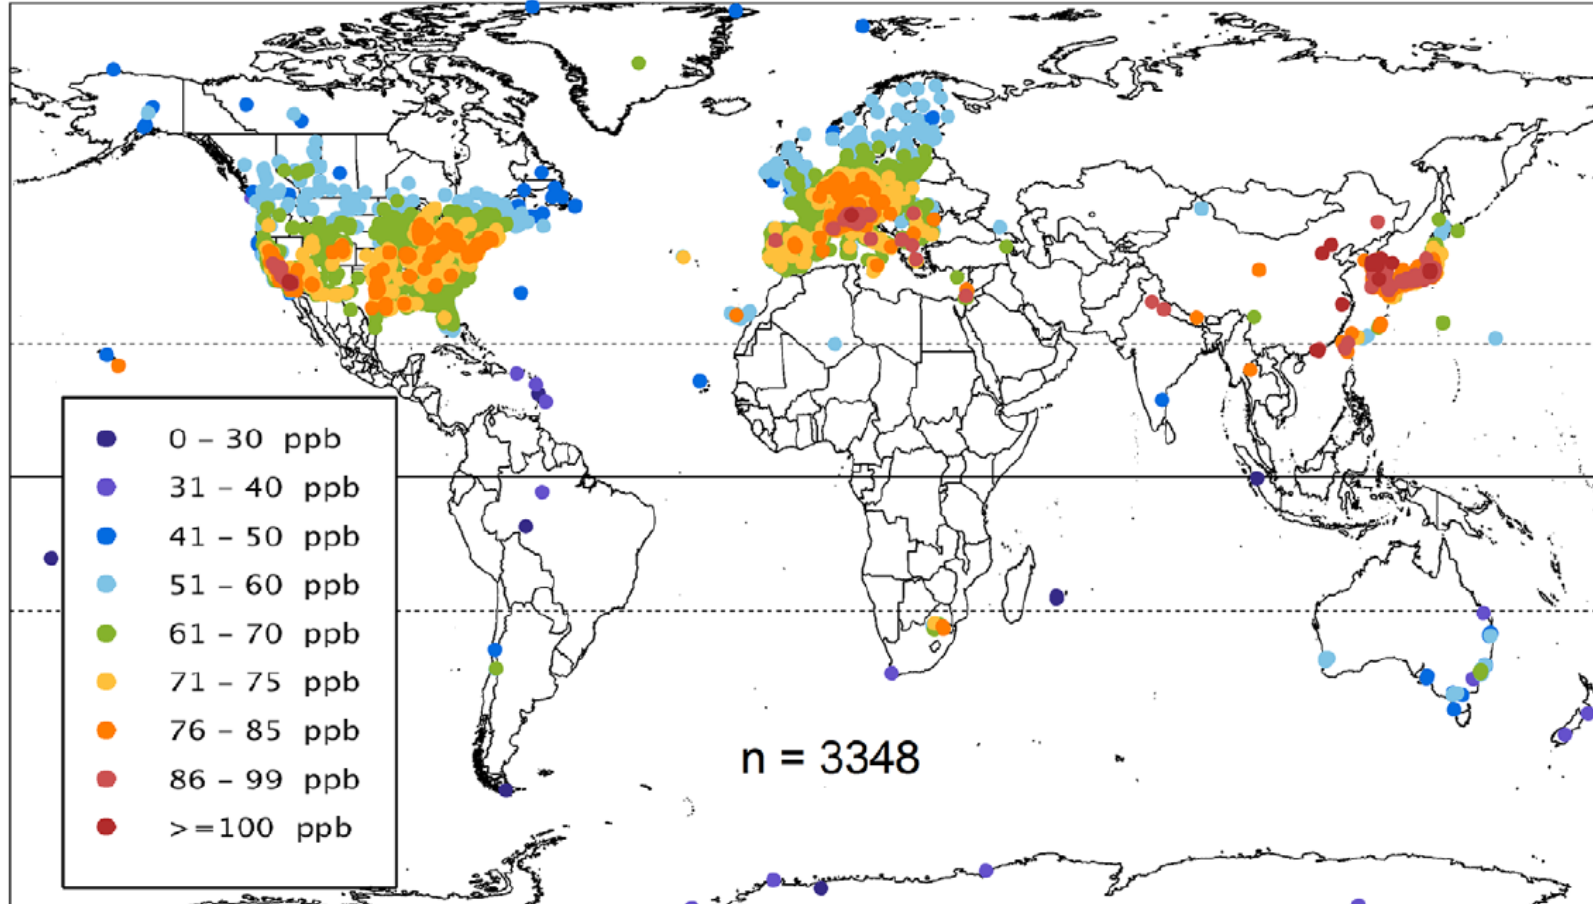 0 – 30 ppb
31 – 40 ppb
41 – 50 ppb
51 – 60 ppb
61 – 70 ppb
71 – 75 ppb
76 – 85 ppb
86 – 99 ppb
>=100 ppb
n = 3348